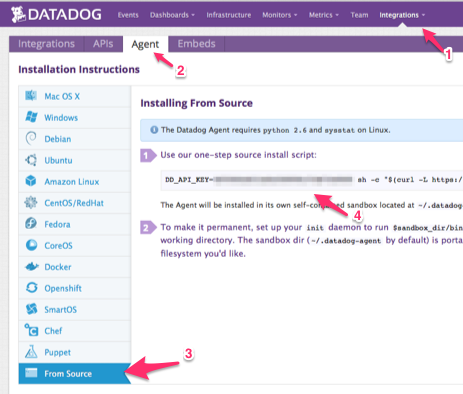 DATADOG Events Dashboards Infrastructure Monitors Metrics Team Integrations
1
Integrations APIs Agent Embeds
2
Installation Instructions
Mac OS X
Windows
Debian
Ubuntu
Amazon Linux
CentOS/RedHat
Fedora
CoreOS
Docker
Openshift
SmartOS
Chef
Puppet
From Source
3
Installing From Source
The Datadog Agent requires python 2.6 and sysstat on Linux.
1 Use our one-step source install script:
DD_API_KEY= sh -c "$(curl -L https:/
4
The Agent will be installed in its own self-contained sandbox located at ~/.datadog
2 To make it permanent, set up your init daemon to run $sandbox_dir/bin
working directory. The sandbox dir (~/.datadog-agent by default) is porta
filesystem you'd like.